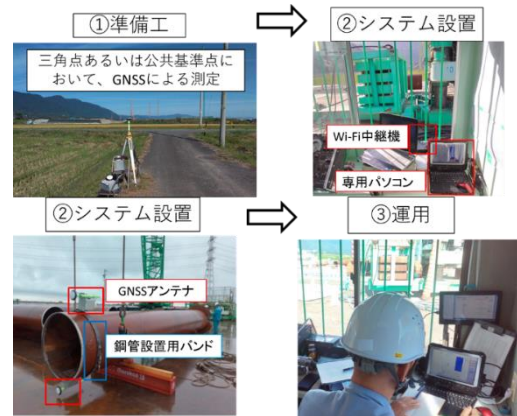 ①準備工
②システム設置
三角点あるいは公共基準点に
おいて、GNSSによる測定
Wi-Fi中継機
専用パソコン
②システム設置
③運用
GNSSアンテナ
鋼管設置用バンド